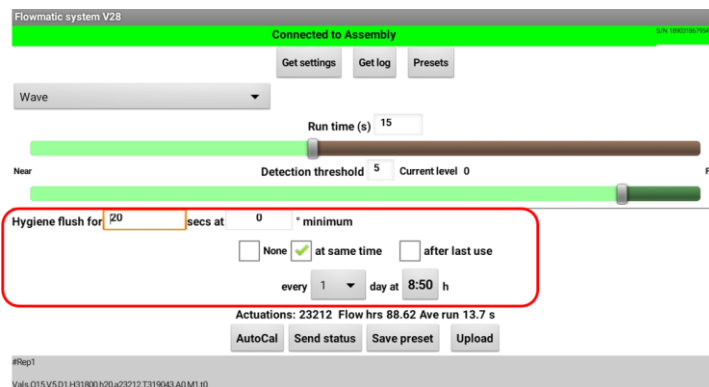 Flowmatic system V28
Connected to Assembly
S/N 189021867954
Get settings Get log Presets
Wave
Run time (s) 15
Near Detection threshold 5 Current level 0 F
Hygiene flush for 20 secs at 0 ° minimum
None at same time after last use
every 1 day at 8:50 h
Actuations: 23212 Flow hrs 88.62 Ave run 13.7 s
AutoCal Send status Save preset Upload
#Rep1
Vals,O15,V5,D1,H31800,h20,a23212,T319043,A0,M1,t0